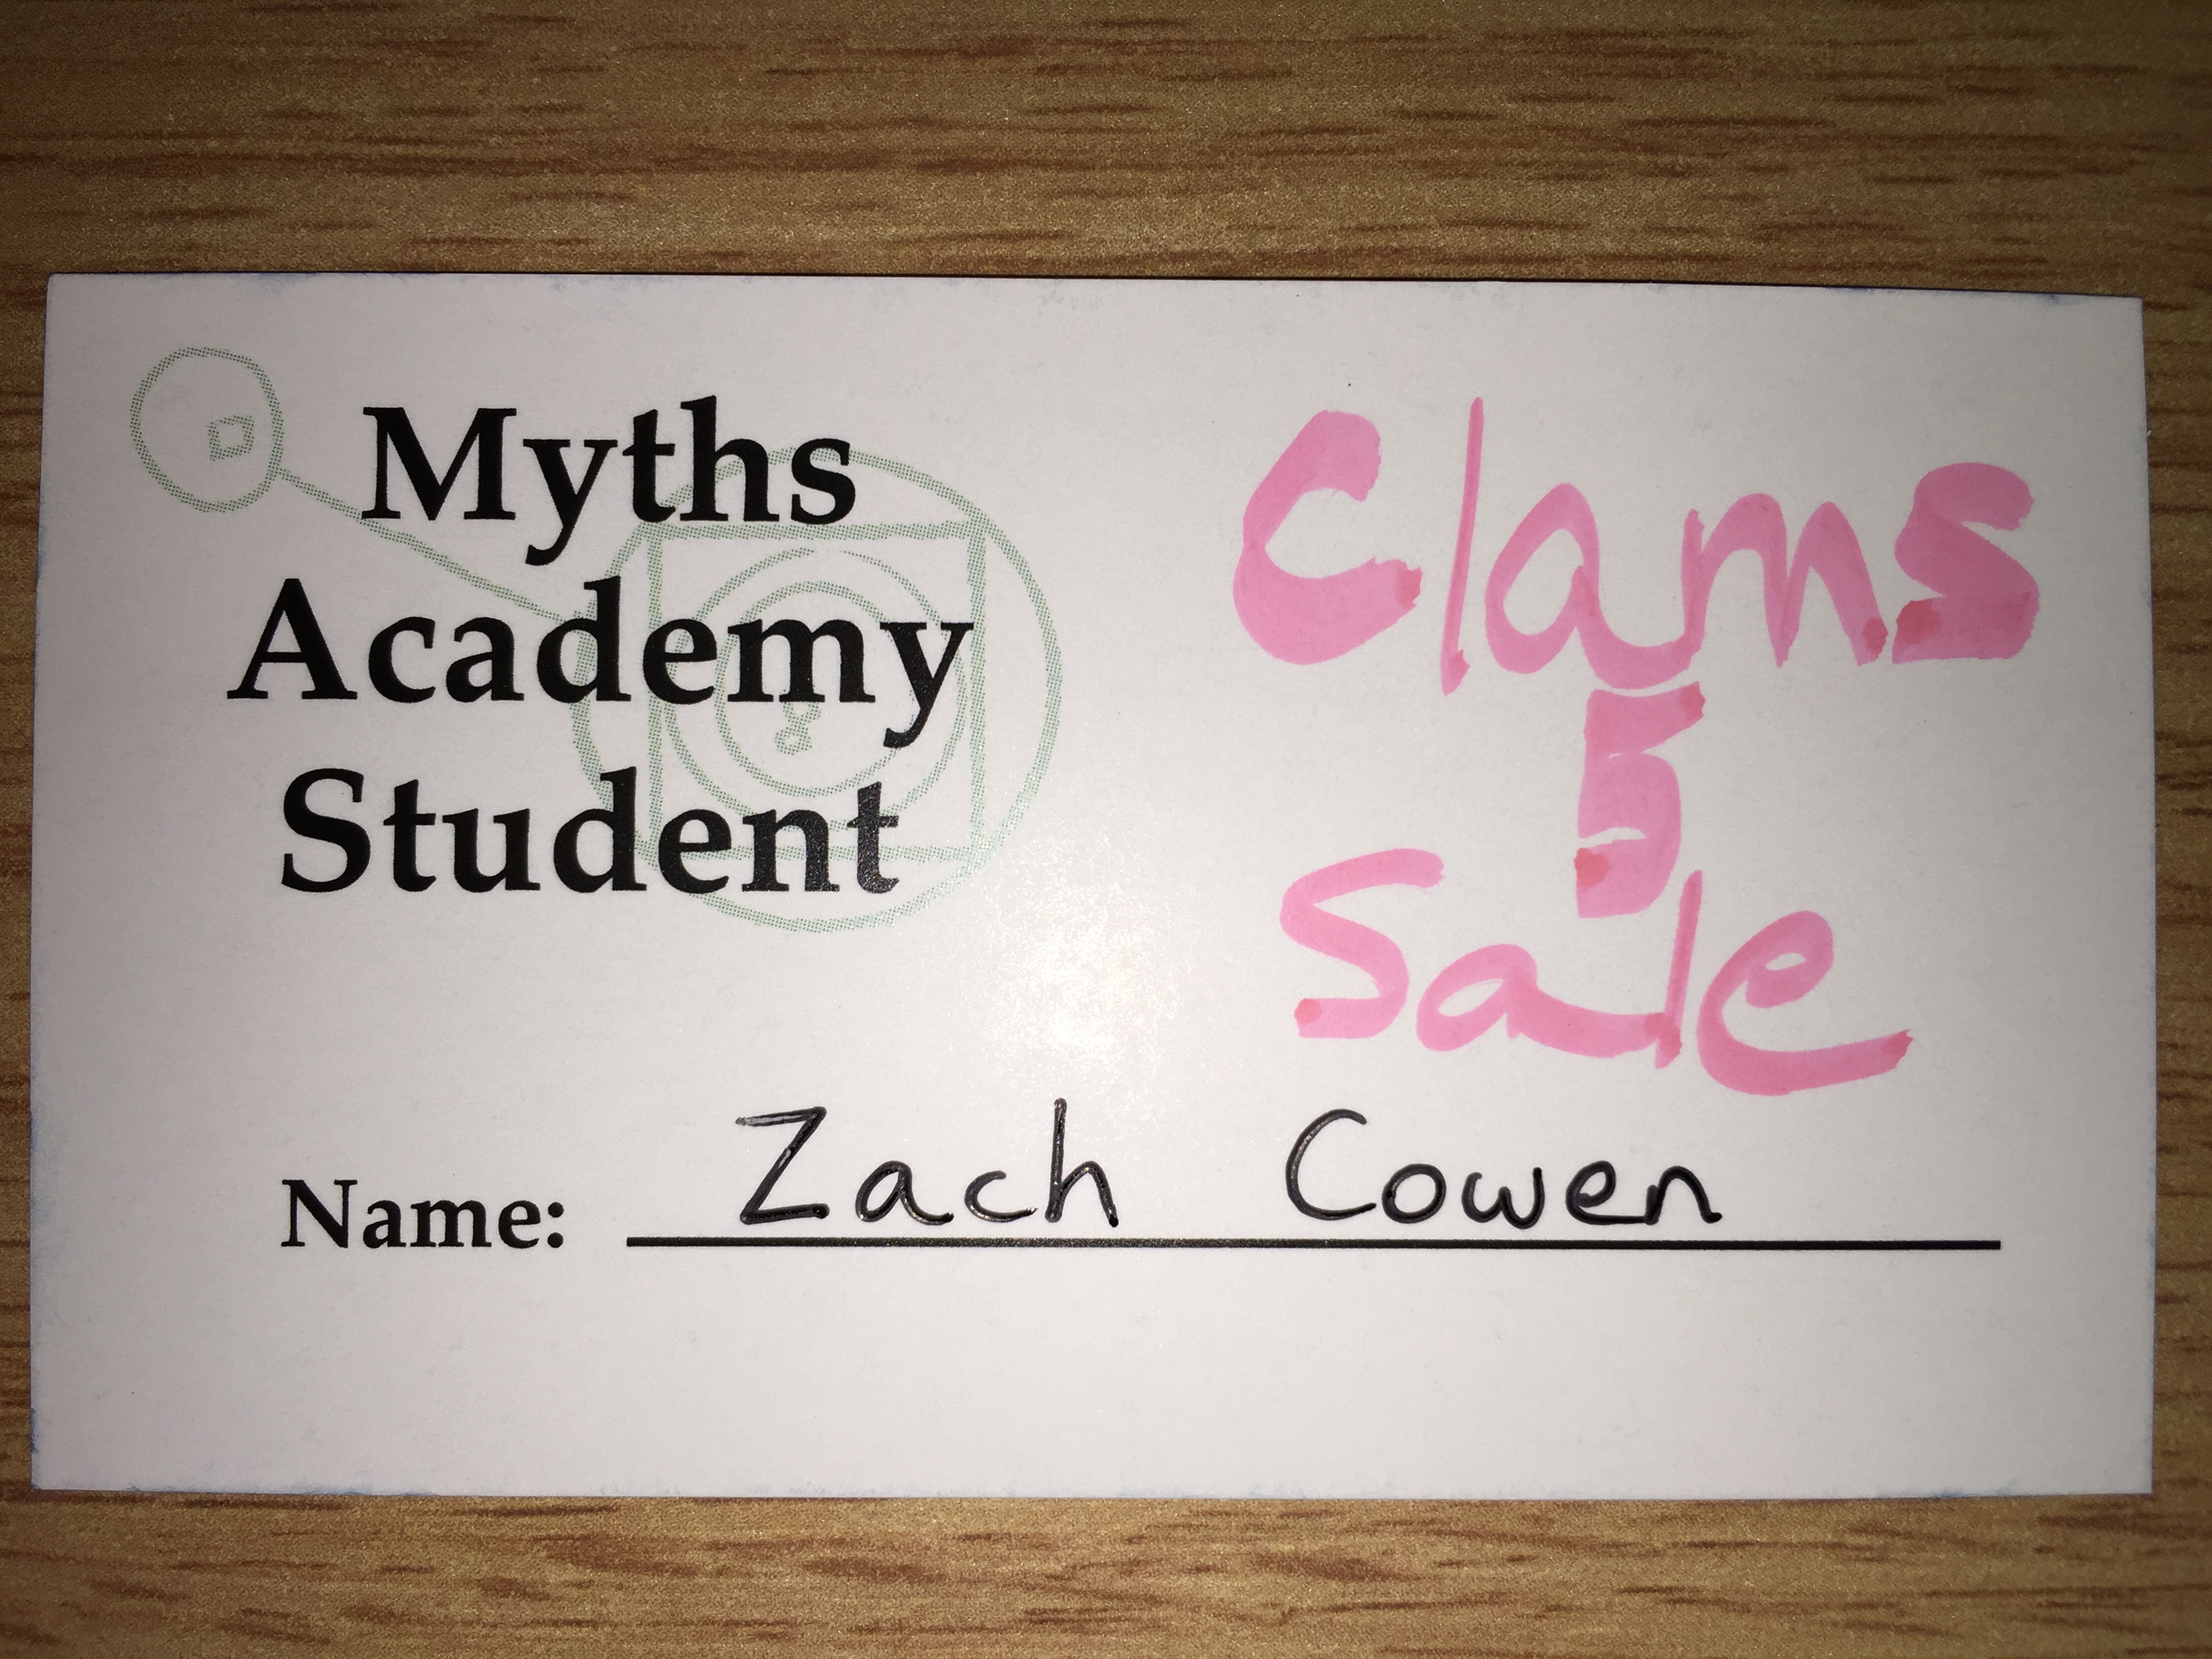 Myths
Academy
Student
Clams
5
Sale
Name: Zach Cowen